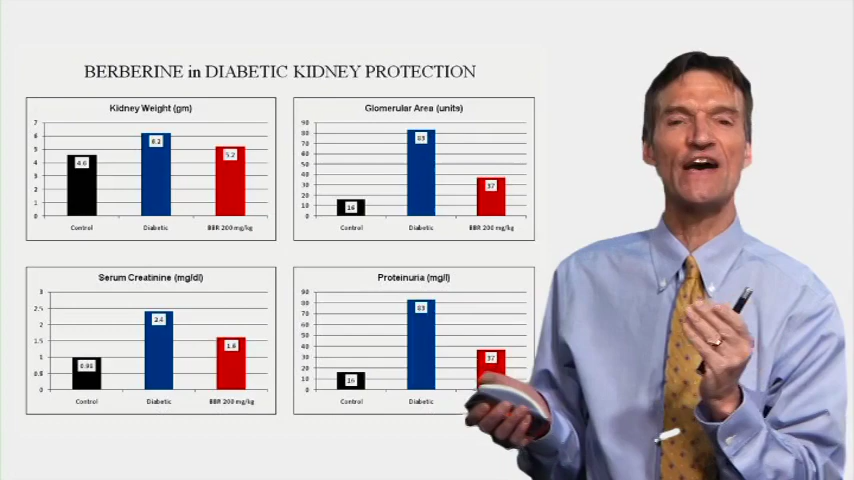 BERBERINE in DIABETIC KIDNEY PROTECTION
Kidney Weight (gm)
7
6
5
4
3
2
1
0
4.6
6.2
5.2
Control
Diabetic
BBR 200 mg/kg
Glomerular Area (units)
90
80
70
60
50
40
30
20
10
0
16
83
37
Control
Diabetic
BBR 200 mg/kg
Serum Creatinine (mg/dl)
3
2.5
2
1.5
1
0.5
0
0.98
2.4
1.6
Control
Diabetic
BBR 200 mg/kg
Proteinuria (mg/l)
90
80
70
60
50
40
30
20
10
0
16
83
37
Control
Diabetic